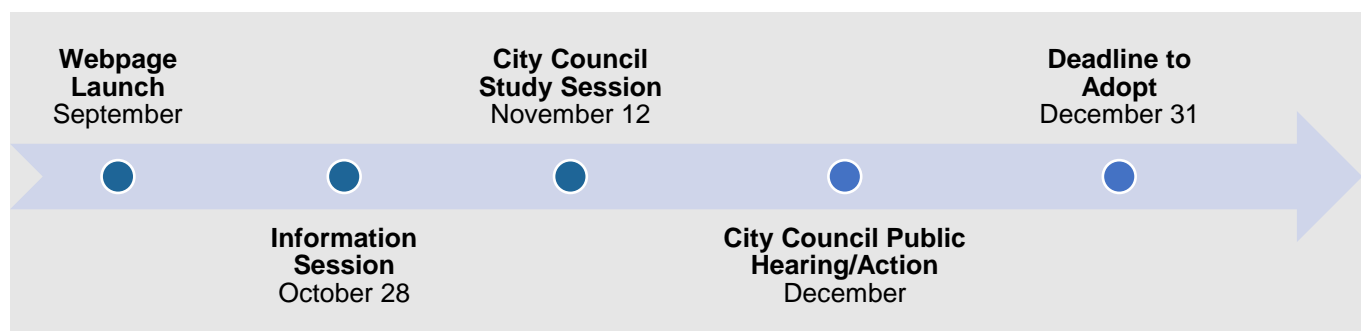 Webpage
Launch
September
Information
Session
October 28
City Council
Study Session
November 12
City Council Public
Hearing/Action
December
Deadline to
Adopt
December 31